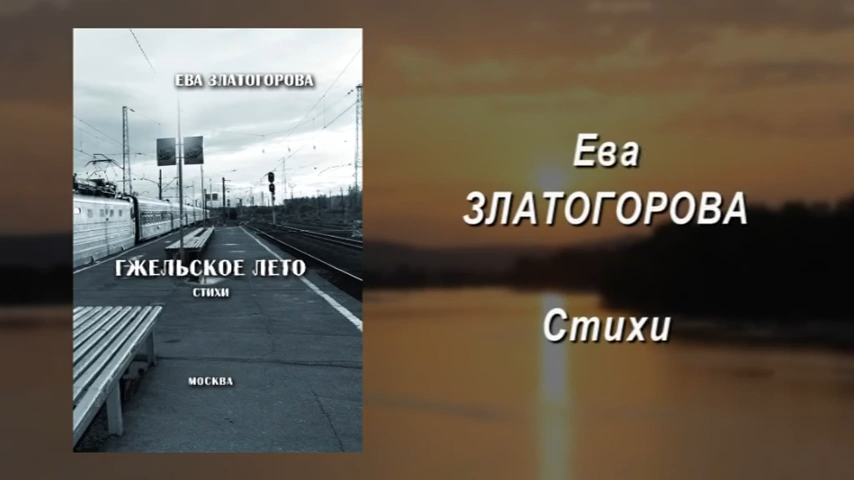 ЕВА ЗЛАТОГОРОВА
ГЖЕЛЬСКОЕ ЛЕТО
СТИХИ
МОСКВА
Ева
ЗЛАТОГОРОВА
Стихи